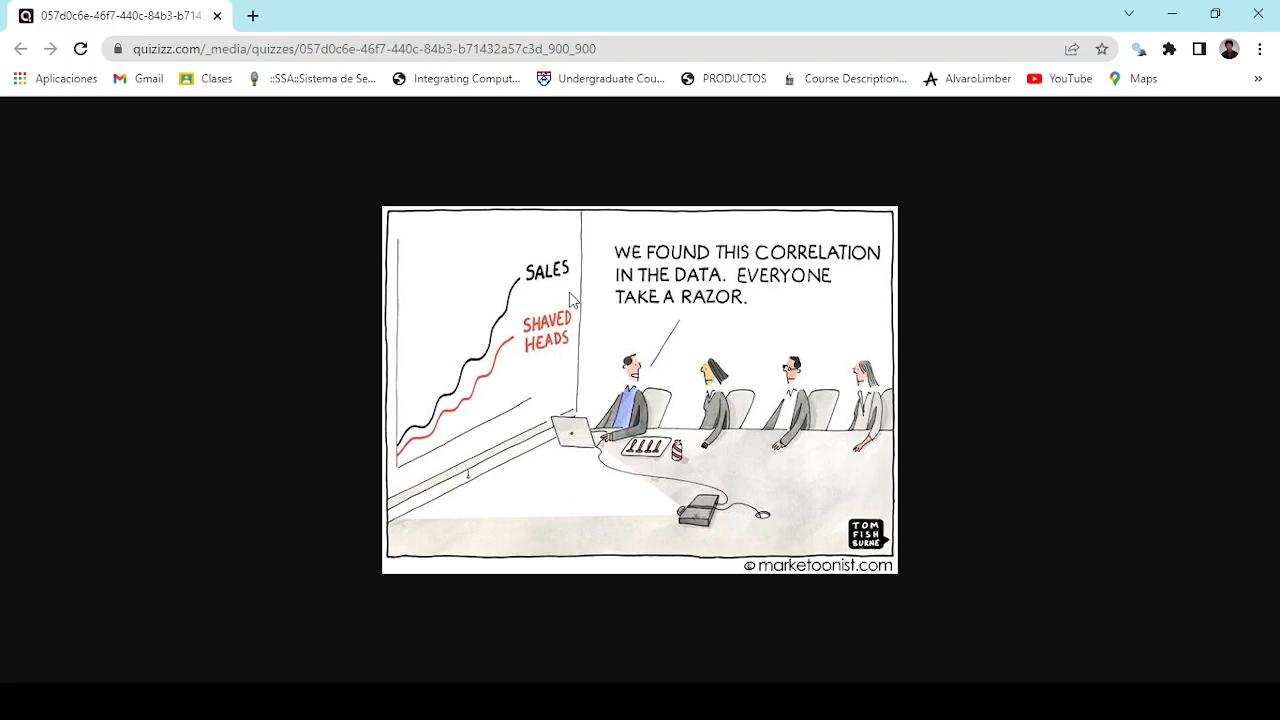 057d0c6e-46f7-440c-84b3-b714
quizizz.com/_media/quizzes/057d0c6e-46f7-440c-84b3-b71432a57c3d_900_900
Aplicaciones Gmail Clases ::SSA::Sistema de Se... Integrating Comput... Undergraduate Cou... PRODUCTOS Course Description... AlvaroLimber YouTube Maps »
SALES
SHAVED
HEADS
WE FOUND THIS CORRELATION
IN THE DATA. EVERYONE
TAKE A RAZOR.
TOM
FISH
BURNE
© marketoonist.com